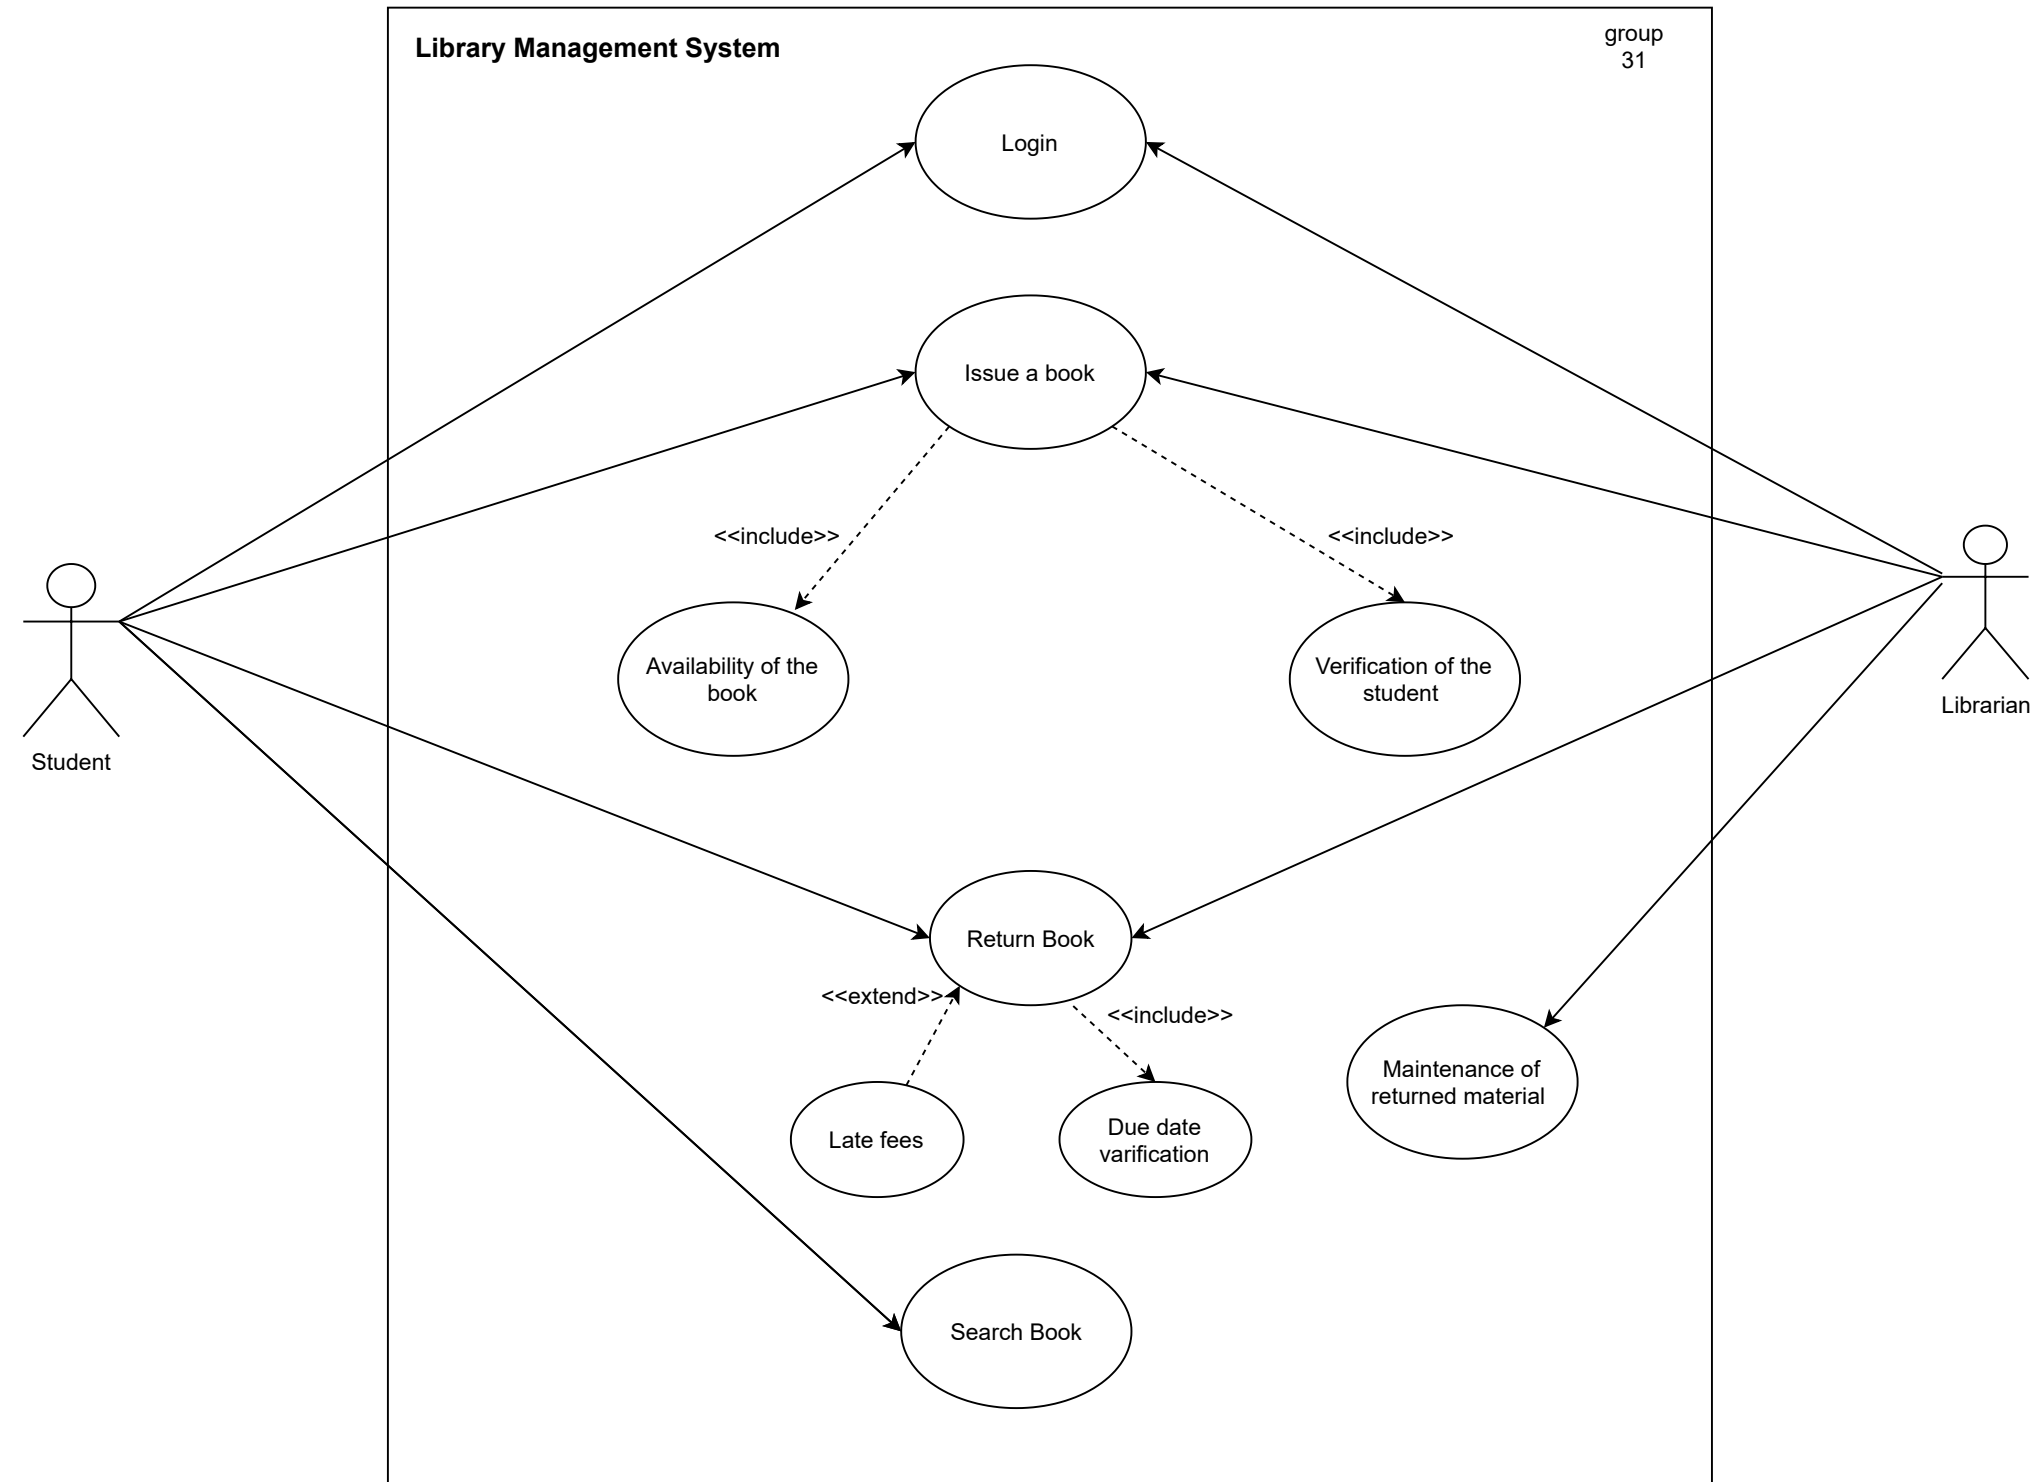 Library Management System
group
31
Login
Issue a book
<<include>>
<<include>>
Availability of the
book
Verification of the
student
Student
Librarian
Return Book
<<extend>>
<<include>>
Maintenance of
returned material
Late fees
Due date
varification
Search Book